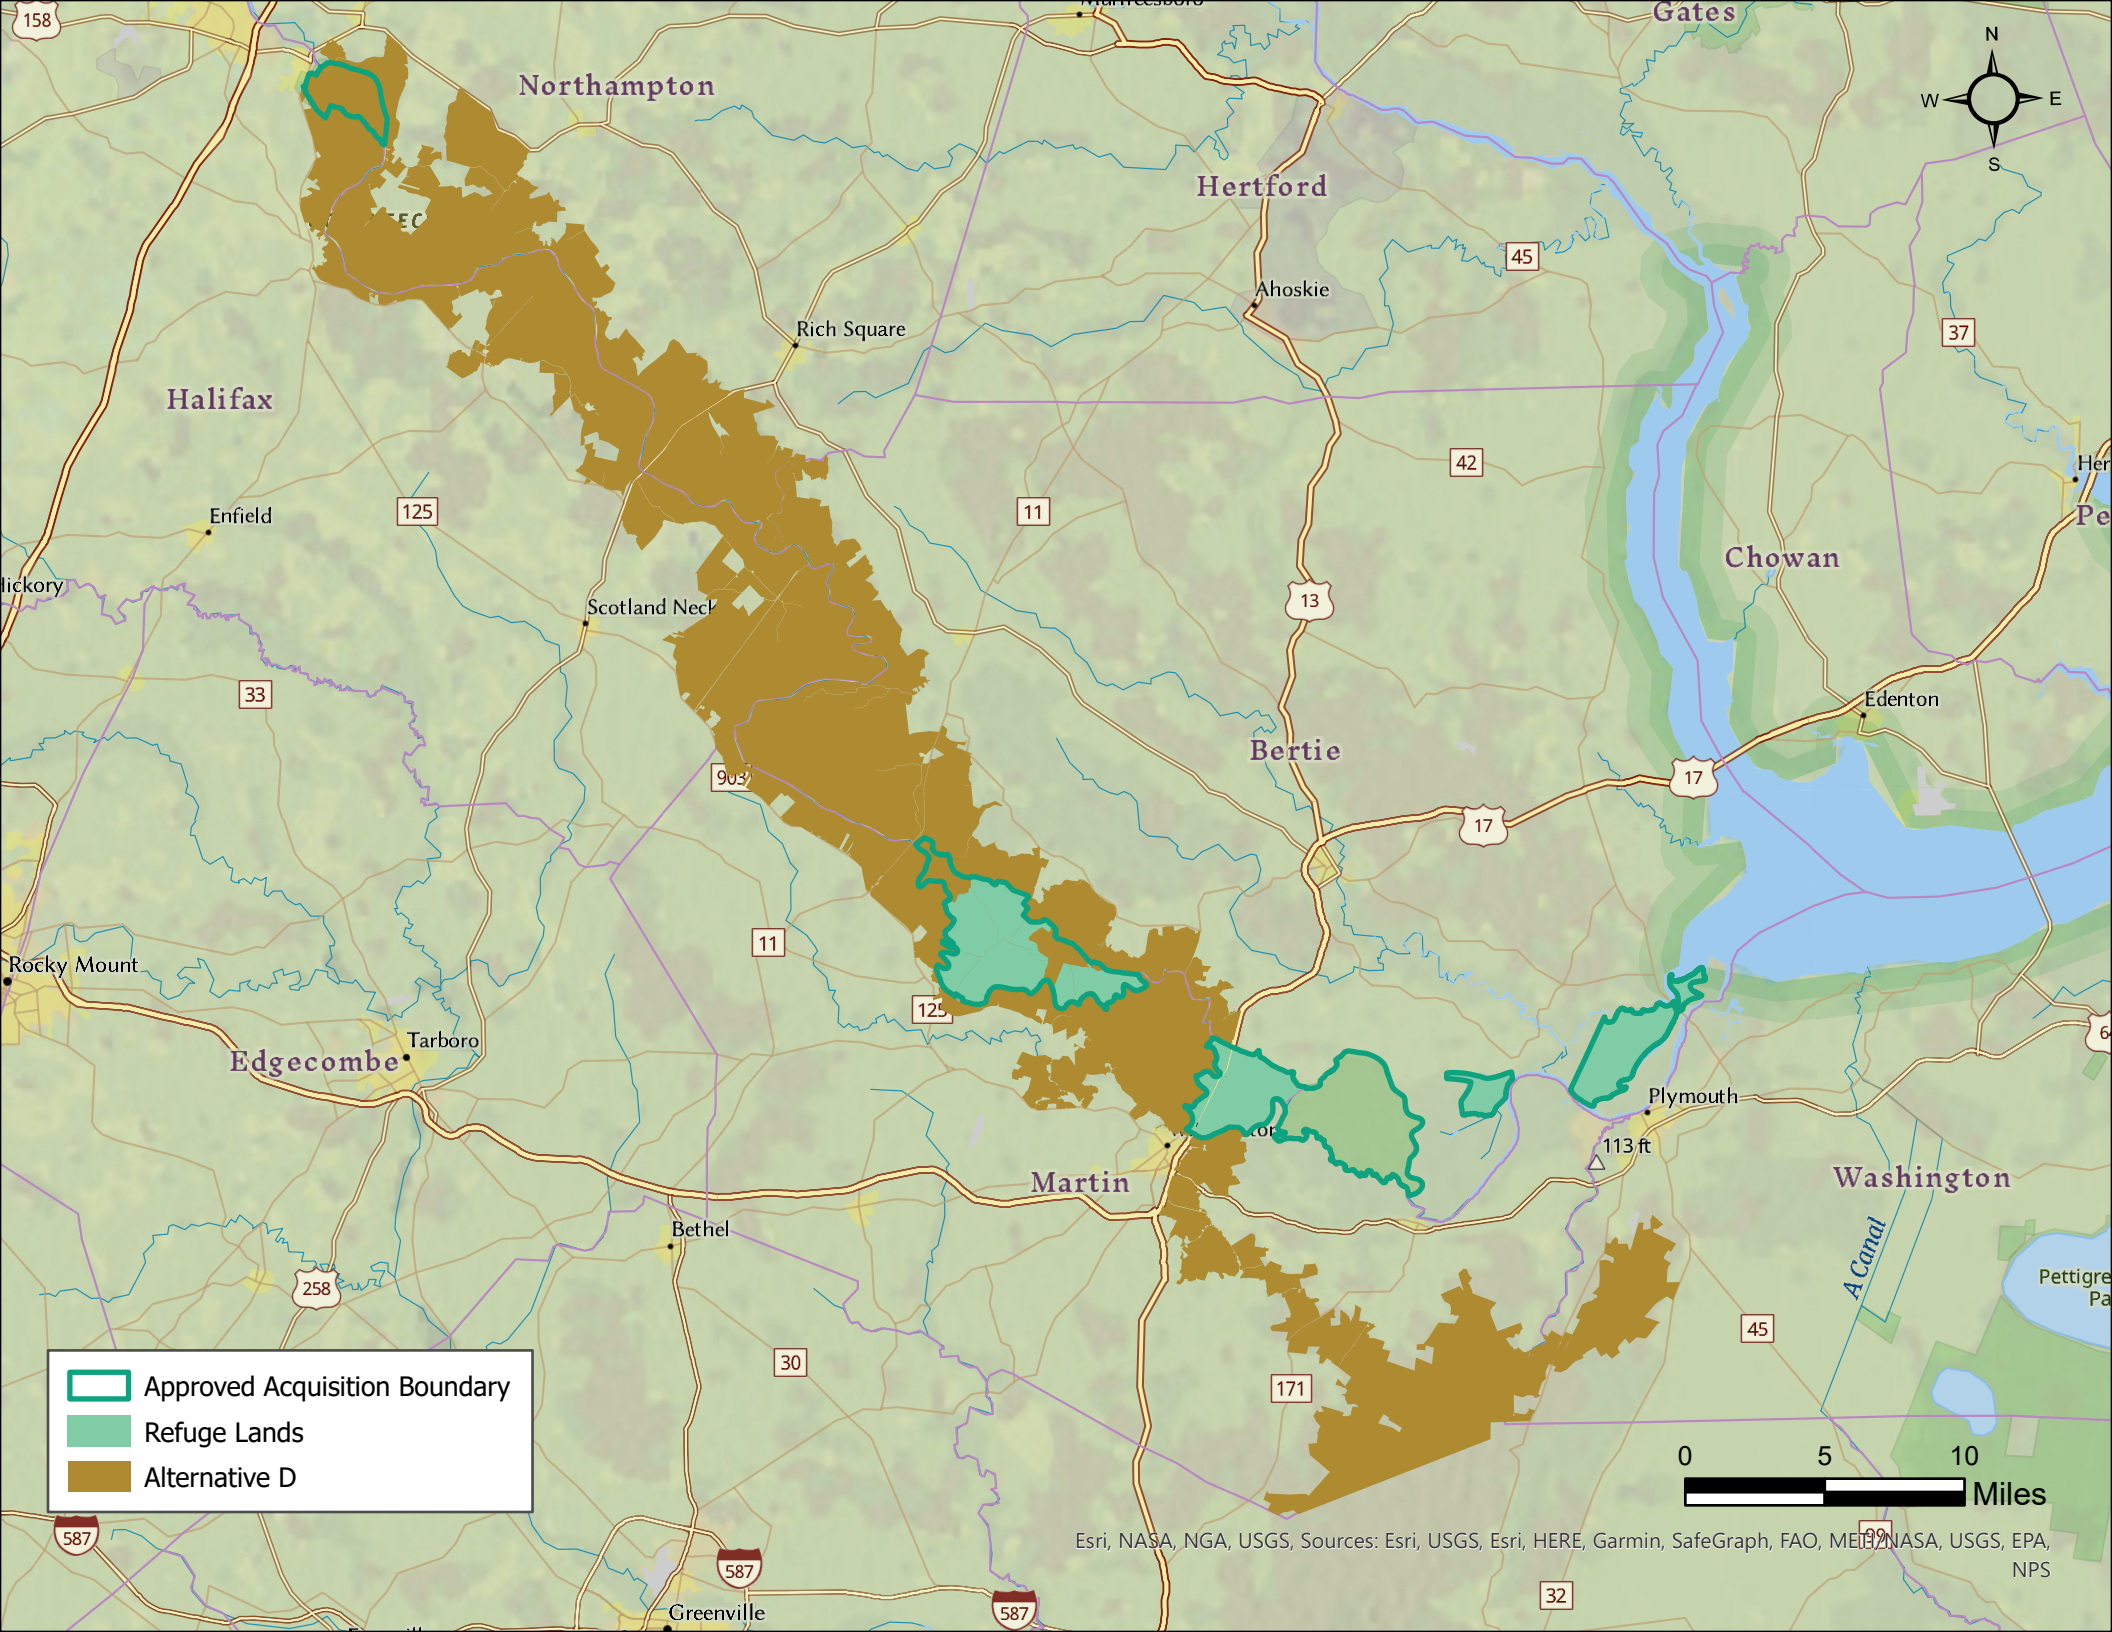 158
Gates
N
W
E
S
Northampton
Hertford
45
Ahoskie
Rich Square
37
Halifax
42
Her
Enfield
125
11
Pe
Chowan
Hickory
13
Scotland Neck
33
Edenton
Bertie
17
903
17
11
Rocky Mount
125
Tarboro
Edgecombe
Plymouth
113 ft
Martin
Washington
Bethel
A Canal
Pettigre
Pa
258
45
30
171
Approved Acquisition Boundary
Refuge Lands
Alternative D
0 5 10
Miles
Esri, NASA, NGA, USGS, Sources: Esri, USGS, Esri, HERE, Garmin, SafeGraph, FAO, METI/NASA, USGS, EPA,
NPS
99
587
587
587
32
Greenville